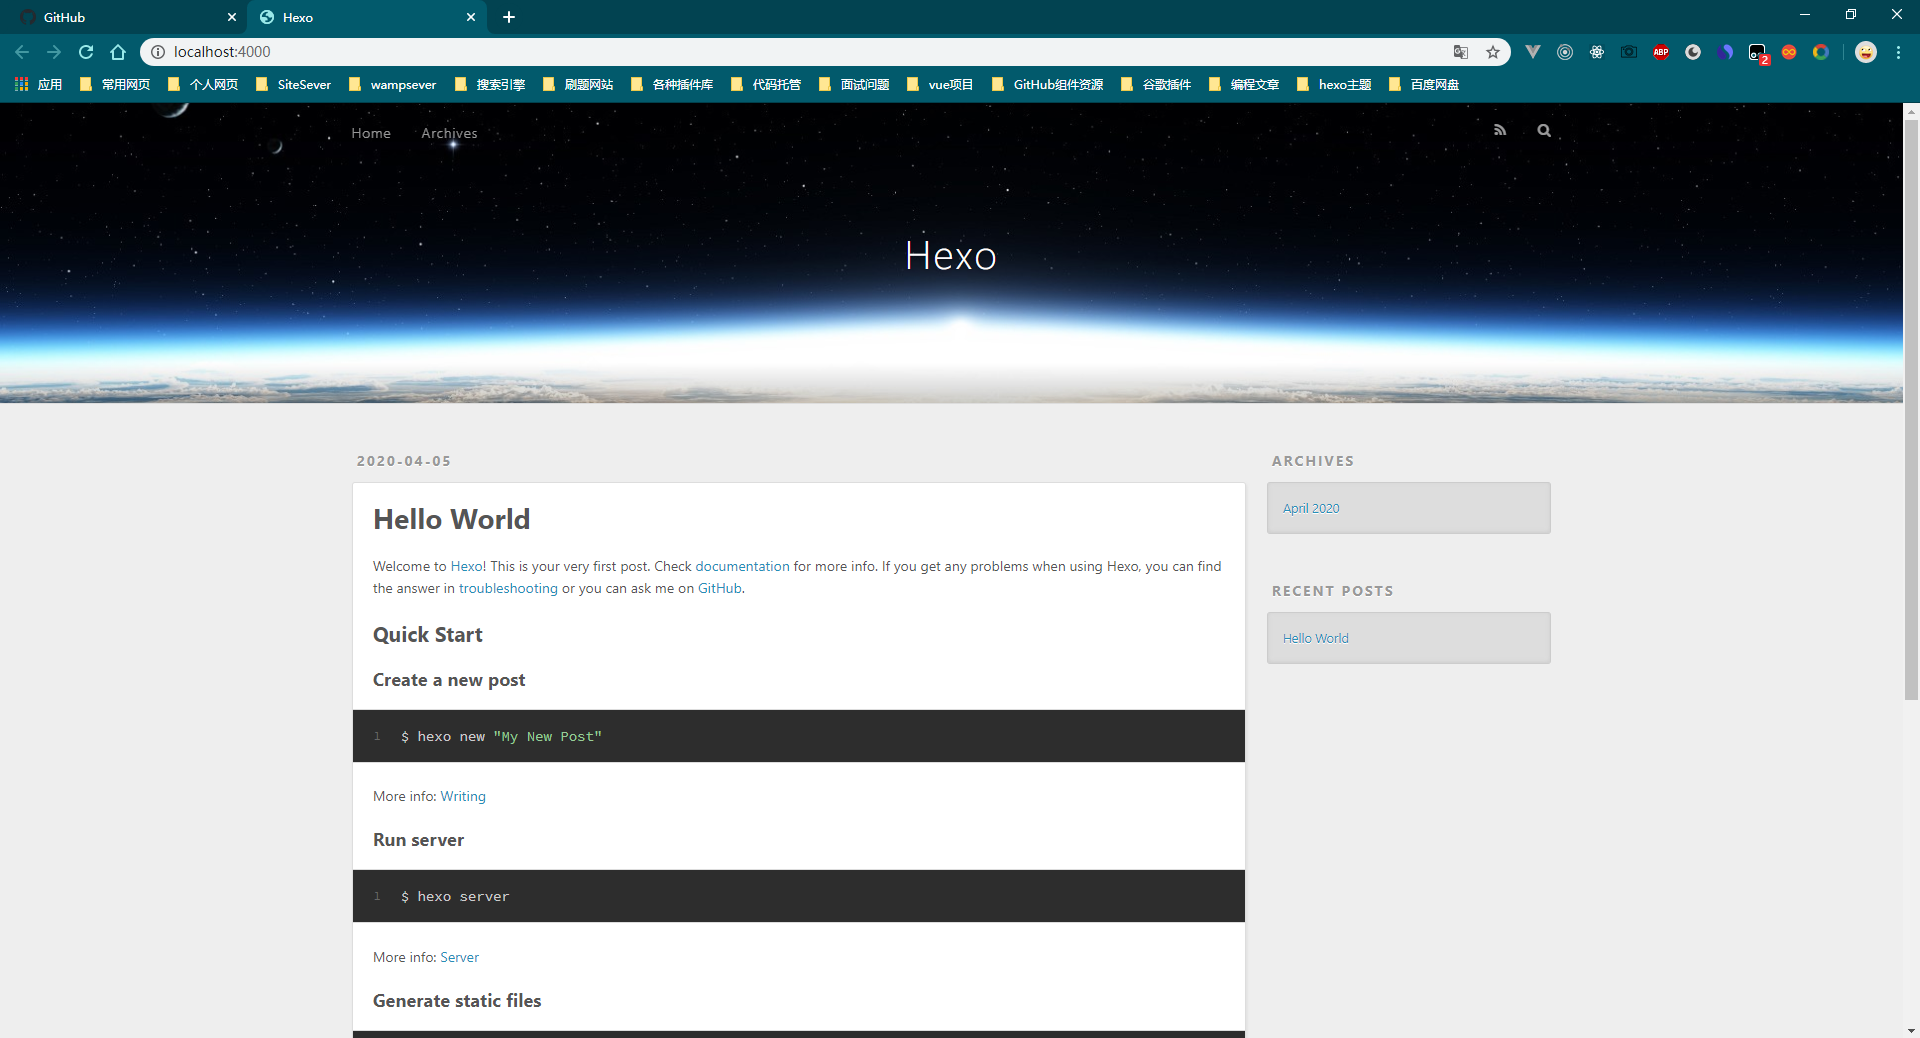 GitHub
Hexo
localhost:4000
ABP
2
应用 常用网页 个人网页 SiteSever wampsever 搜索引擎 刷题网站 各种插件库 代码托管 面试问题 vue项目 GitHub组件资源 谷歌插件 编程文章 hexo主题 百度网盘
Home Archives
Hexo
2020-04-05
Hello World
Welcome to Hexo! This is your very first post. Check documentation for more info. If you get any problems when using Hexo, you can find
the answer in troubleshooting or you can ask me on GitHub.
Quick Start
Create a new post
1 $ hexo new "My New Post"
More info: Writing
Run server
1 $ hexo server
More info: Server
Generate static files
ARCHIVES
April 2020
RECENT POSTS
Hello World